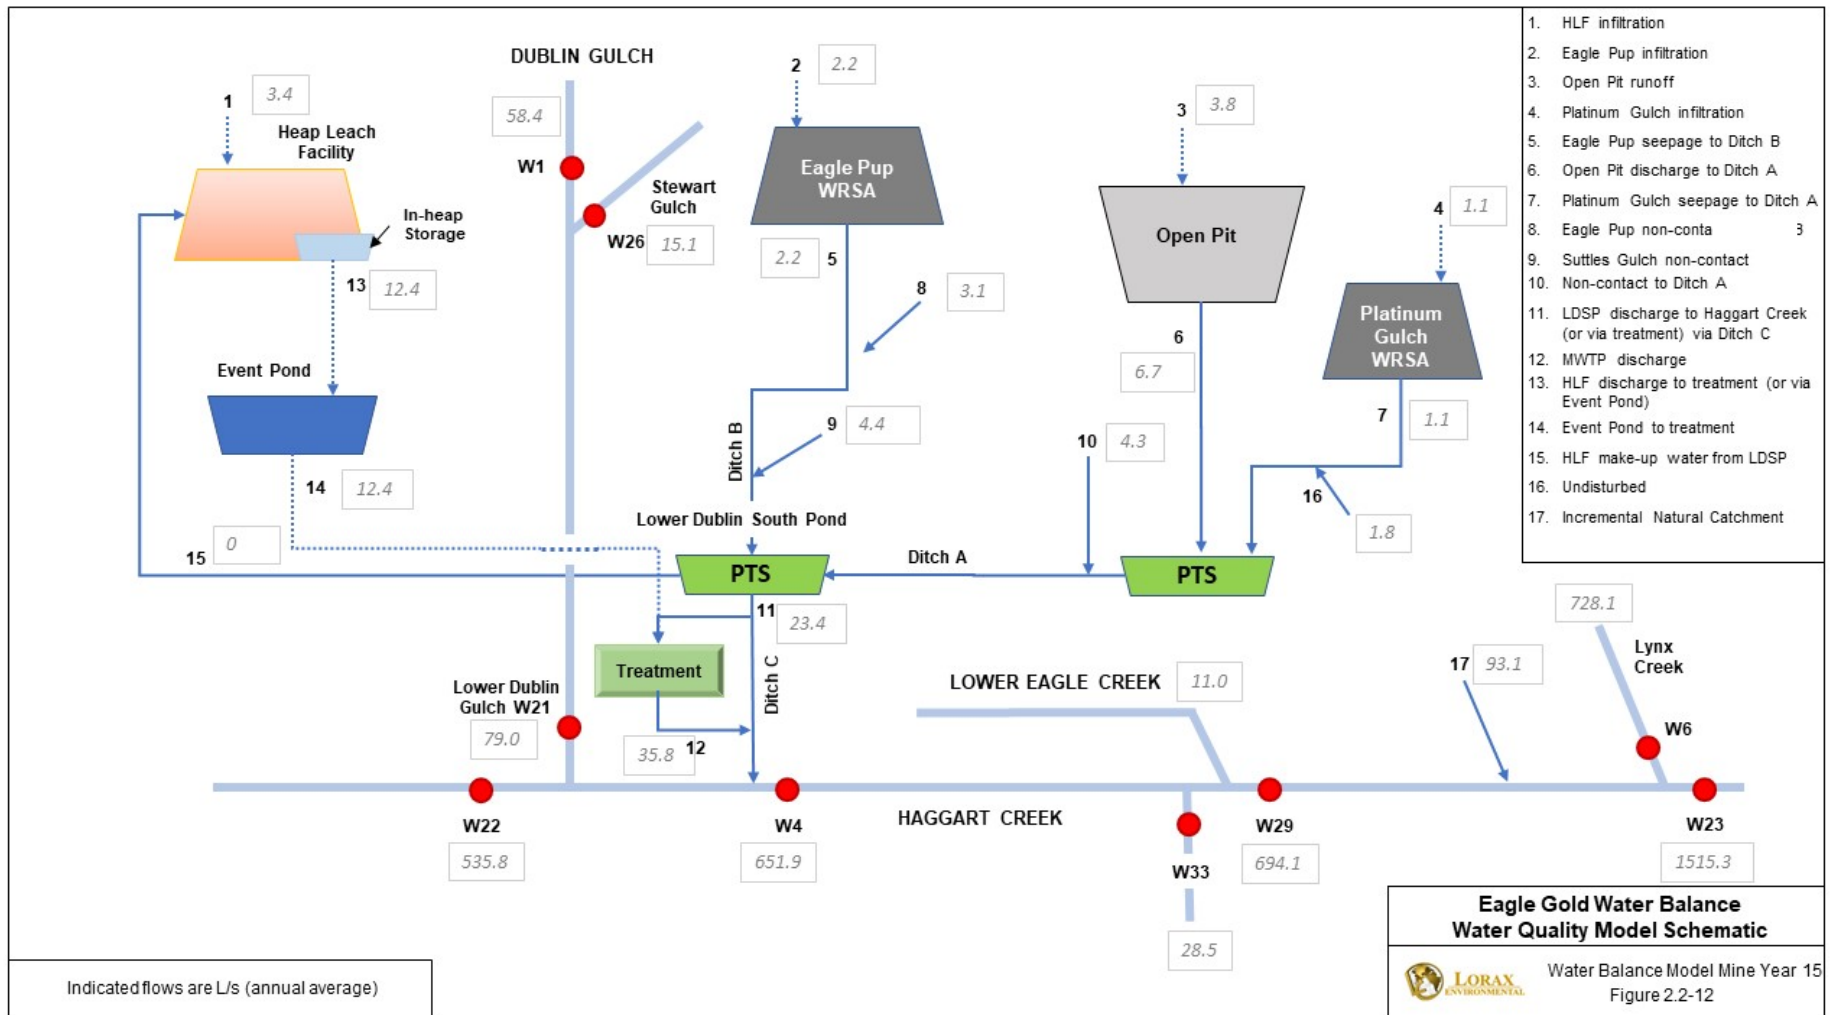 DUBLIN GULCH
1
3.4
Heap Leach
Facility
In-heap
Storage
13
12.4
Event Pond
14
12.4
15
0
58.4
W1
Stewart
Gulch
W26
15.1
2
2.2
Eagle Pup
WRSA
2.2
5
8
3.1
9
4.4
Ditch B
Lower Dublin South Pond
PTS
11
23.4
Ditch A
Treatment
Ditch C
35.8
12
Lower Dublin
Gulch W21
79.0
3
3.8
Open Pit
6
6.7
10
4.3
4
1.1
Platinum
Gulch
WRSA
7
1.1
16
1.8
PTS
LOWER EAGLE CREEK
11.0
17
93.1
728.1
Lynx
Creek
W6
W22
535.8
W4
651.9
HAGGART CREEK
W33
28.5
W29
694.1
W23
1515.3
1. HLF infiltration
2. Eagle Pup infiltration
3. Open Pit runoff
4. Platinum Gulch infiltration
5. Eagle Pup seepage to Ditch B
6. Open Pit discharge to Ditch A
7. Platinum Gulch seepage to Ditch A
8. Eagle Pup non-conta
9. Suttles Gulch non-contact
10. Non-contact to Ditch A
11. LDSP discharge to Haggart Creek
(or via treatment) via Ditch C
12. MWTP discharge
13. HLF discharge to treatment (or via
Event Pond)
14. Event Pond to treatment
15. HLF make-up water from LDSP
16. Undisturbed
17. Incremental Natural Catchment
Indicated flows are L/s (annual average)
Eagle Gold Water Balance
Water Quality Model Schematic
LORAX
ENVIRONMENTAL
Water Balance Model Mine Year 15
Figure 2.2-12